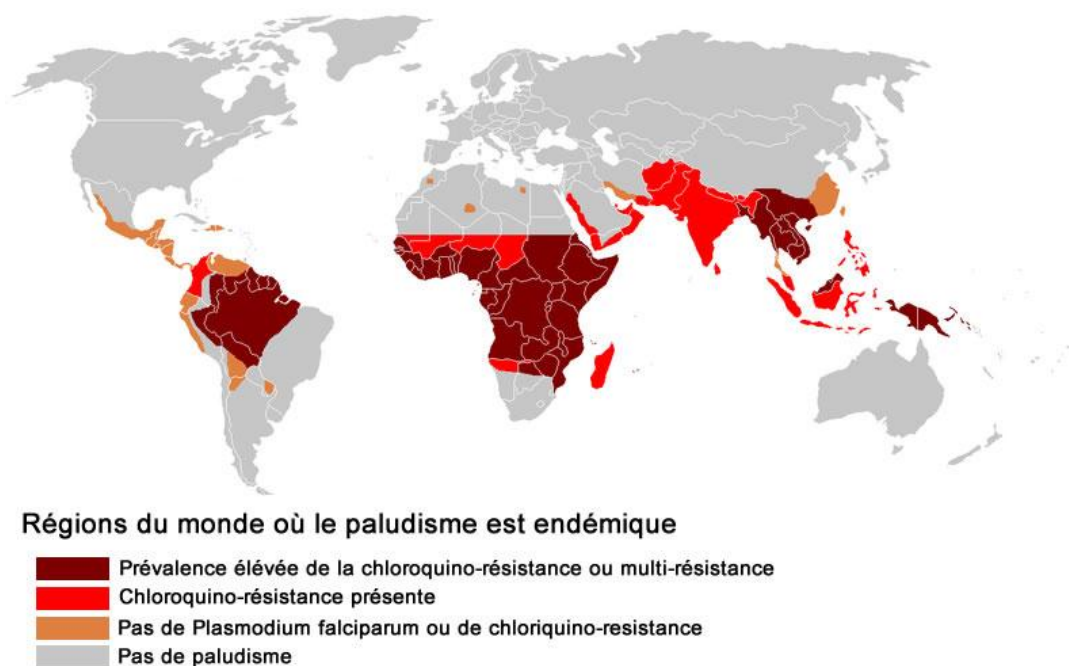 Régions du monde où le paludisme est endémique
Prévalence élévée de la chloroquino-résistance ou multi-résistance
Chloroquino-résistance présente
Pas de Plasmodium falciparum ou de chloriquino-resistance
Pas de paludisme